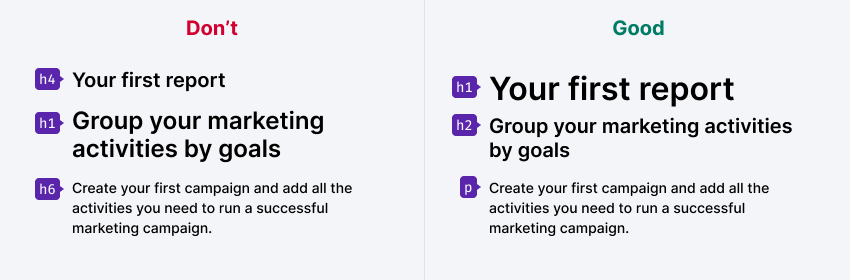 Don’t
h4 Your first report
h1 Group your marketing
activities by goals
h6 Create your first campaign and add all the
activities you need to run a successful
marketing campaign.
Good
h1 Your first report
h2 Group your marketing activities
by goals
p Create your first campaign and add all the
activities you need to run a successful
marketing campaign.